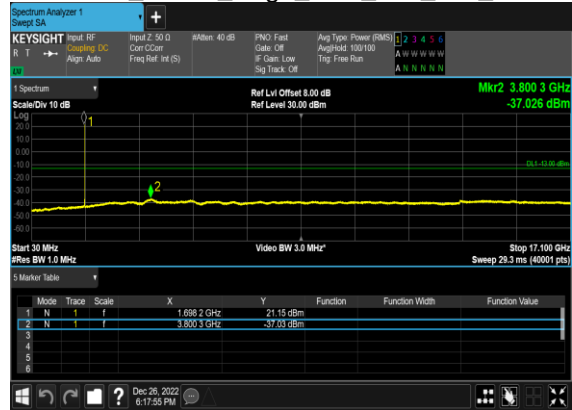 Spectrum Analyzer 1
Swept SA
+
KEYSIGHT Input: RF Input Z: 50 Ω #Atten: 40 dB PNO: Fast Avg Type: Power (RMS) 1 2 3 4 5 6
R T Coupling: DC Corr CCorr Gate: Off Avg|Hold: 100/100 A W W W W W
Align: Auto Freq Ref: Int (S) IF Gain: Low Trig: Free Run
Sig Track: Off A N N N N N
1 Spectrum
Ref Lvl Offset 8.00 dB Mkr2 3.800 3 GHz
Scale/Div 10 dB Ref Level 30.00 dBm -37.026 dBm
Log
20.0
10.0
0.00
-10.0
DL1 -13.00 dBm
-20.0
-30.0
-40.0
-50.0
-60.0
1
2
Start 30 MHz Video BW 3.0 MHz* Stop 17.100 GHz
#Res BW 1.0 MHz Sweep 29.3 ms (40001 pts)
5 Marker Table
Mode Trace Scale X Y Function Function Width Function Value
1 N 1 f 1.698 2 GHz 21.15 dBm
2 N 1 f 3.800 3 GHz -37.03 dBm
3
4
5
6
? Dec 26, 2022
6:17:55 PM